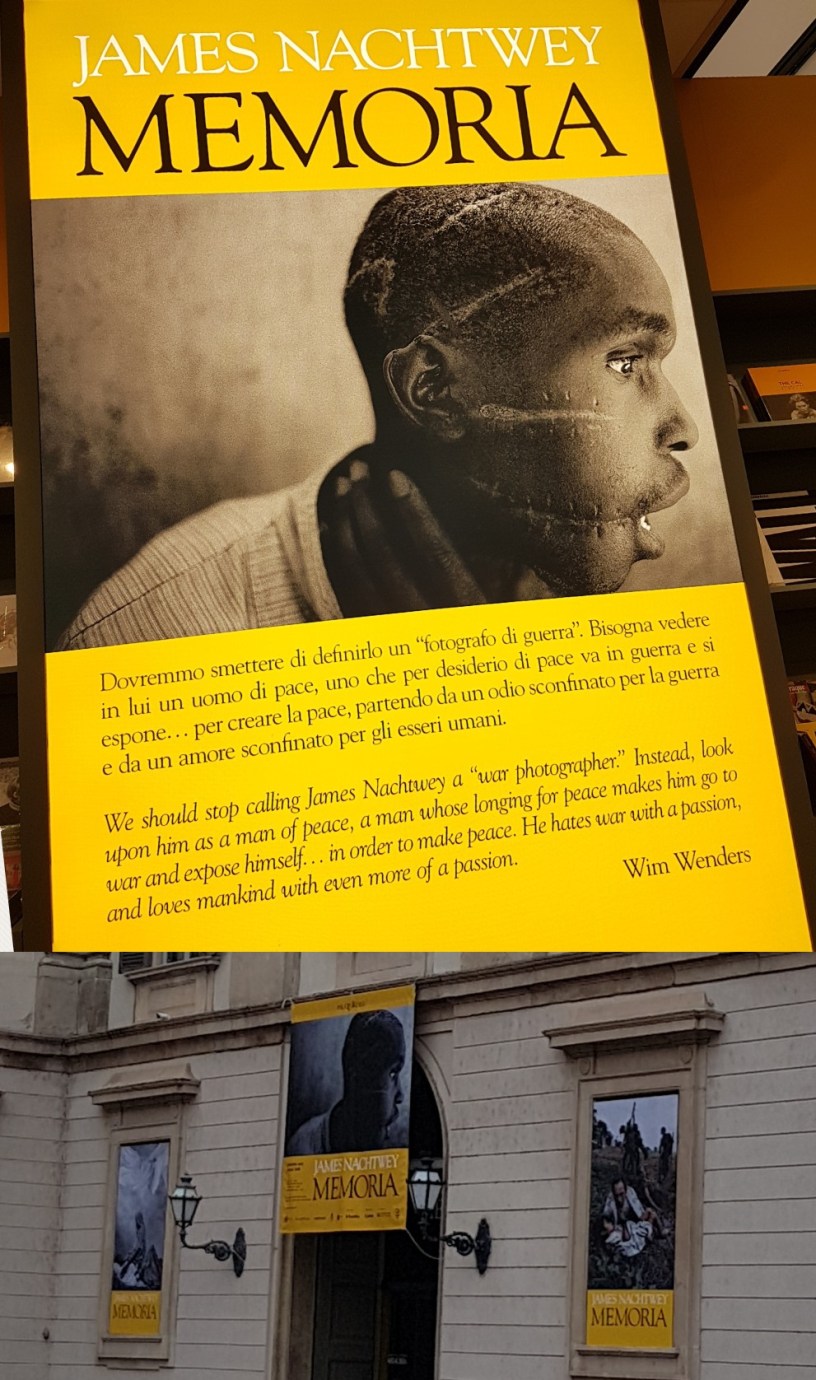 JAMES NACHTWEY
MEMORIA
Dovremmo smettere di definirlo un “fotografo di guerra”. Bisogna vedere
in lui un uomo di pace, uno che per desiderio di pace va in guerra e si
espone… per creare la pace, partendo da un odio sconfinato per la guerra
e da un amore sconfinato per gli esseri umani.
We should stop calling James Nachtwey a “war photographer.” Instead, look
upon him as a man of peace, a man whose longing for peace makes him go to
war and expose himself… in order to make peace. He hates war with a passion,
and loves mankind with even more of a passion.
Wim Wenders
JAMES NACHTWEY
MEMORIA
JAMES NACHTWEY
MEMORIA
JAMES NACHTWEY
MEMORIA